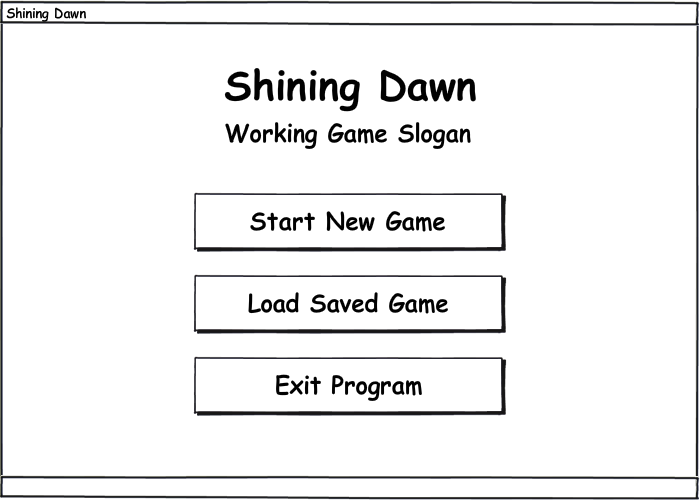 Shining Dawn
Shining Dawn
Working Game Slogan
Start New Game
Load Saved Game
Exit Program